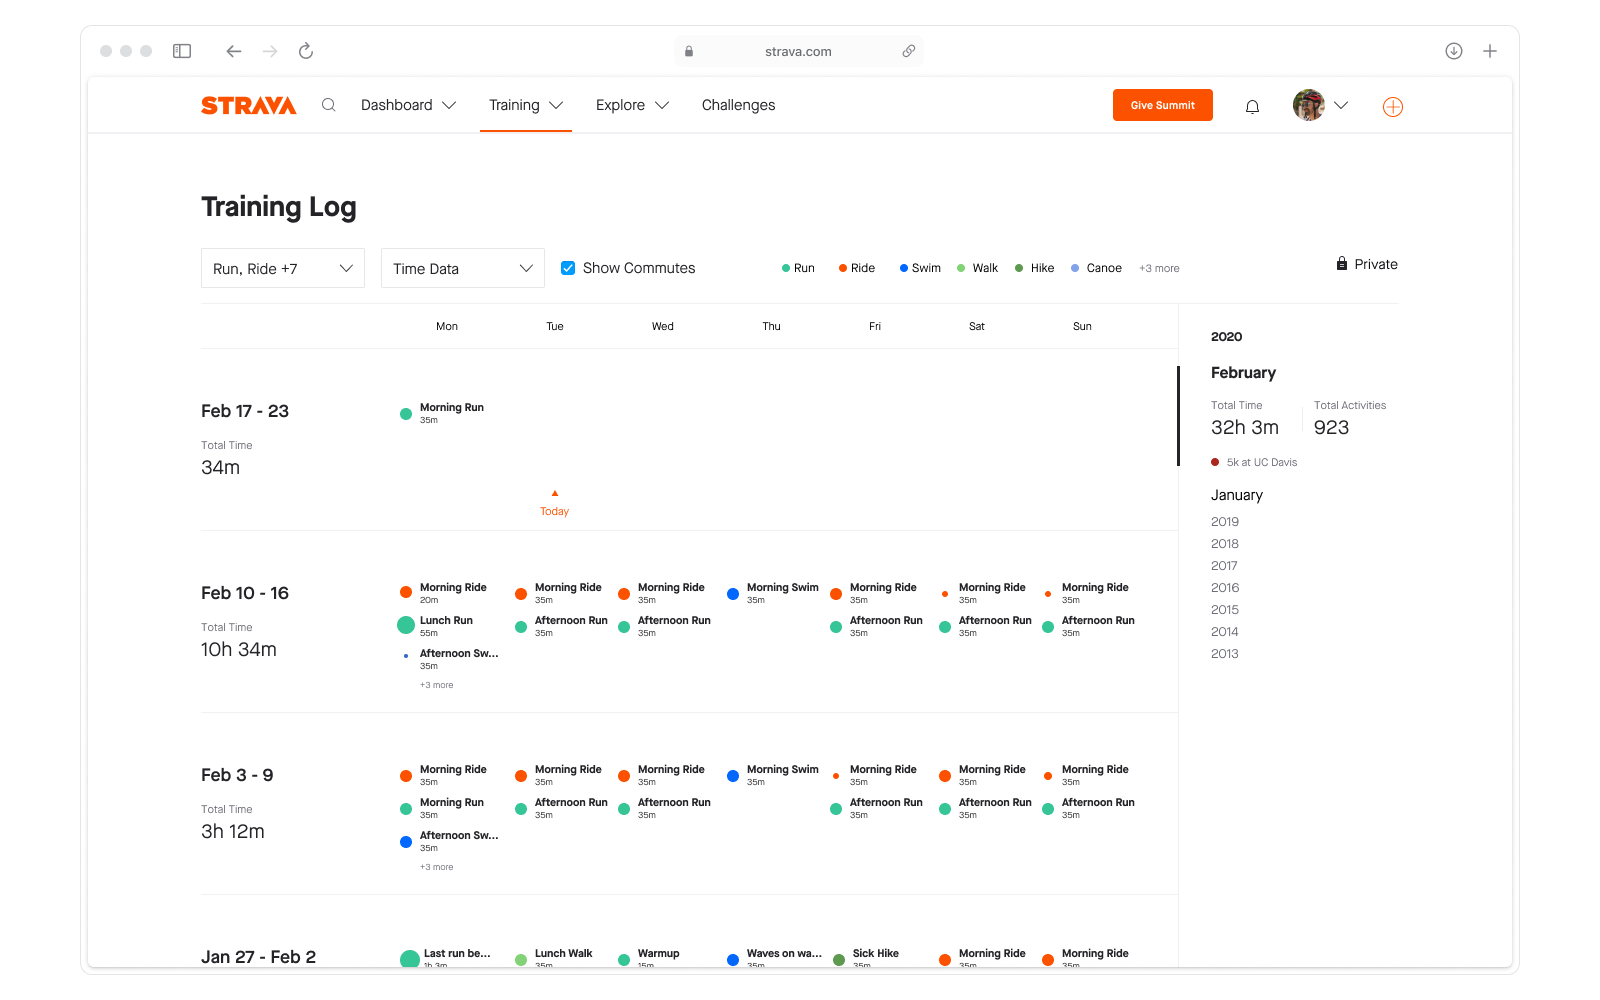 strava.com
STRAVA
Dashboard
Training
Explore
Challenges
Give Summit
Training Log
Run, Ride +7
Time Data
Show Commutes
Run
Ride
Swim
Walk
Hike
Canoe
+3 more
Private
Mon Tue Wed Thu Fri Sat Sun
Feb 17 - 23
Total Time
34m
Morning Run
35m
Today
Feb 10 - 16
Total Time
10h 34m
Morning Ride
20m
Lunch Run
55m
Afternoon Sw...
35m
+3 more
Morning Ride
35m
Afternoon Run
35m
Morning Ride
35m
Afternoon Run
35m
Morning Swim
35m
Morning Ride
35m
Afternoon Run
35m
Morning Ride
35m
Afternoon Run
35m
Morning Ride
35m
Afternoon Run
35m
Feb 3 - 9
Total Time
3h 12m
Morning Ride
35m
Morning Run
35m
Afternoon Sw...
35m
+3 more
Morning Ride
35m
Afternoon Run
35m
Morning Ride
35m
Afternoon Run
35m
Morning Swim
35m
Morning Ride
35m
Afternoon Run
35m
Morning Ride
35m
Afternoon Run
35m
Morning Ride
35m
Afternoon Run
35m
Jan 27 - Feb 2
Last run be...
1h 3m
Lunch Walk
35m
Warmup
15m
Waves on wa...
35m
Sick Hike
35m
Morning Ride
35m
Morning Ride
35m
2020
February
Total Time
32h 3m
Total Activities
923
5k at UC Davis
January
2019
2018
2017
2016
2015
2014
2013